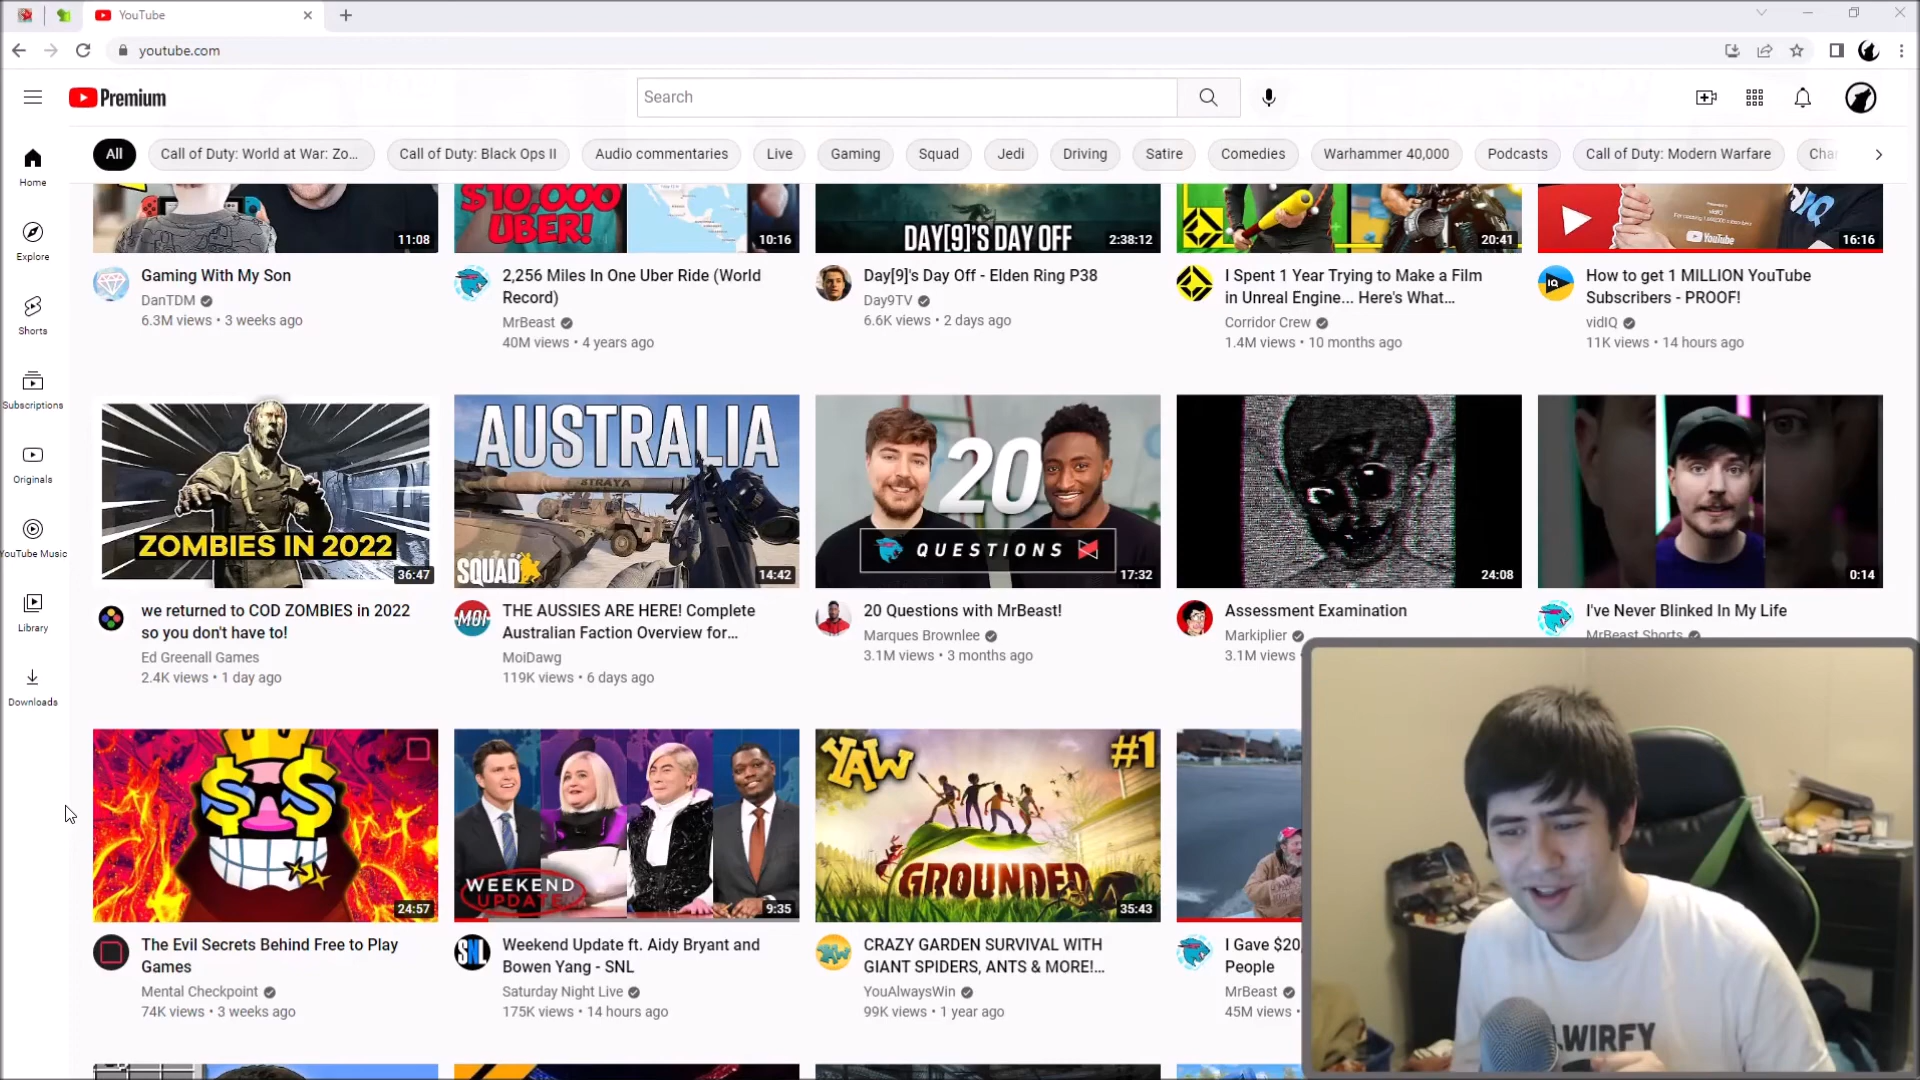 YouTube
youtube.com
Premium
Search
All
Call of Duty: World at War: Zo...
Call of Duty: Black Ops II
Audio commentaries
Live
Gaming
Squad
Jedi
Driving
Satire
Comedies
Warhammer 40,000
Podcasts
Call of Duty: Modern Warfare
Home
Explore
Shorts
Subscriptions
Originals
YouTube Music
Library
Downloads
11:08
$10,000
UBER!
10:16
DAY[9]'S DAY OFF
2:38:12
20:41
YouTube
IQ
16:16
Gaming With My Son
DanTDM
6.3M views • 3 weeks ago
2,256 Miles In One Uber Ride (World
Record)
MrBeast
40M views • 4 years ago
Day[9]'s Day Off - Elden Ring P38
Day9TV
6.6K views • 2 days ago
I Spent 1 Year Trying to Make a Film
in Unreal Engine... Here's What...
Corridor Crew
1.4M views • 10 months ago
IQ
How to get 1 MILLION YouTube
Subscribers - PROOF!
vidIQ
11K views • 14 hours ago
ZOMBIES IN 2022
36:47
AUSTRALIA
STRAYA
SQUAD
14:42
20
QUESTIONS
17:32
24:08
0:14
we returned to COD ZOMBIES in 2022
so you don't have to!
Ed Greenall Games
2.4K views • 1 day ago
MOI
THE AUSSIES ARE HERE! Complete
Australian Faction Overview for...
MoiDawg
119K views • 6 days ago
20 Questions with MrBeast!
Marques Brownlee
3.1M views • 3 months ago
Assessment Examination
Markiplier
3.1M views
I've Never Blinked In My Life
MrBeast Shorts
$ $
24:57
WEEKEND
UPDATE
9:35
YAW
#1
GROUNDED
35:43
The Evil Secrets Behind Free to Play
Games
Mental Checkpoint
74K views • 3 weeks ago
SNL
Weekend Update ft. Aidy Bryant and
Bowen Yang - SNL
Saturday Night Live
175K views • 14 hours ago
YAW
CRAZY GARDEN SURVIVAL WITH
GIANT SPIDERS, ANTS & MORE!...
YouAlwaysWin
99K views • 1 year ago
I Gave $20,
People
MrBeast
45M views •